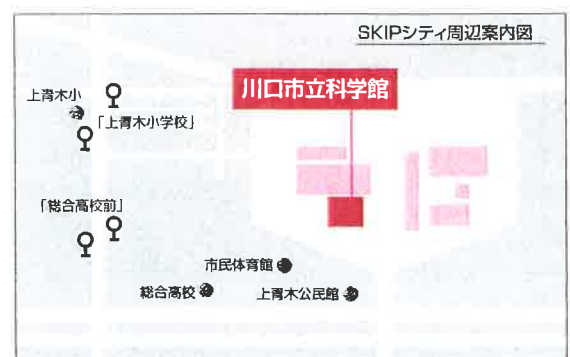 SKIPシティ周辺案内図
川口市立科学館
上青木小
「上青木小学校」
「総合高校前」
市民体育館
総合高校
上青木公民館